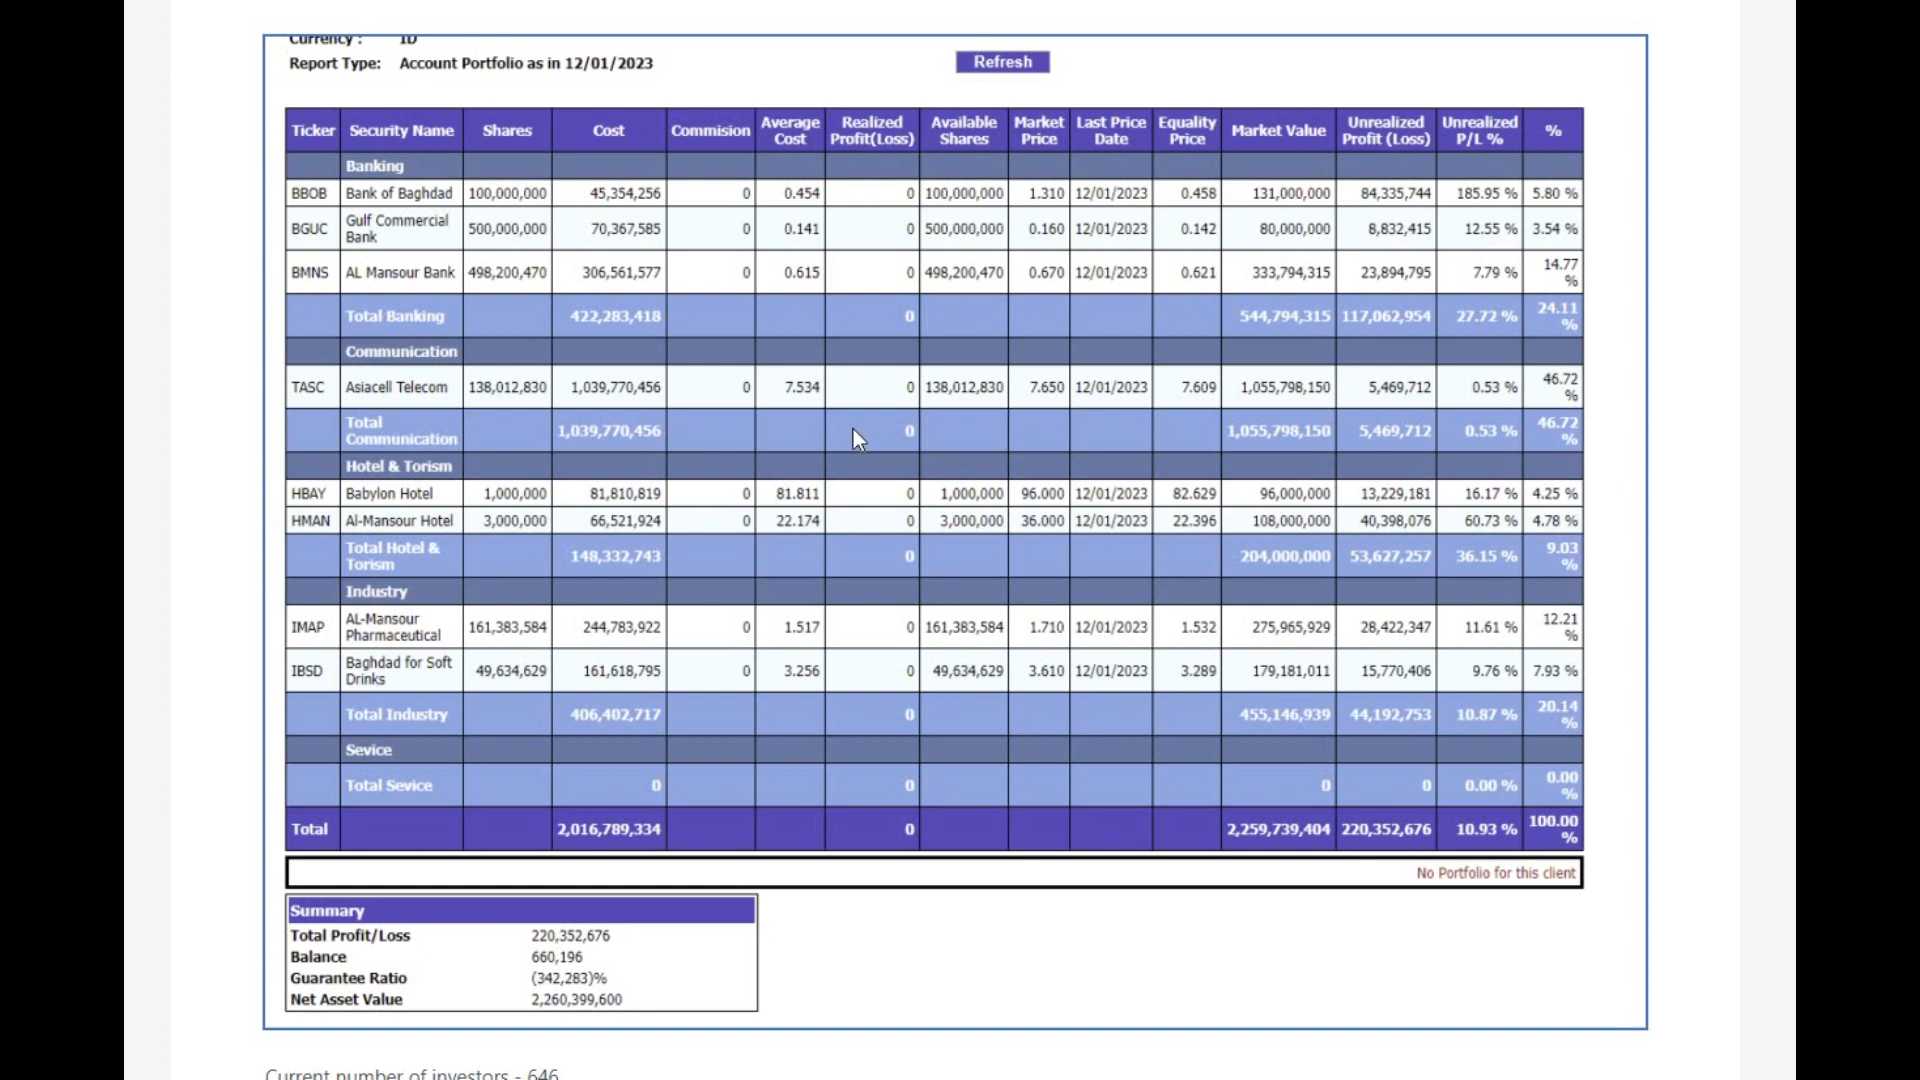 Currency : ID
Report Type: Account Portfolio as in 12/01/2023
Refresh
Ticker Security Name Shares Cost Commision Average Cost Realized Profit(Loss) Available Shares Market Price Last Price Date Equality Price Market Value Unrealized Profit (Loss) Unrealized P/L % %
Banking
BBOB Bank of Baghdad 100,000,000 45,354,256 0 0.454 0 100,000,000 1.310 12/01/2023 0.458 131,000,000 84,335,744 185.95 % 5.80 %
BGUC Gulf Commercial Bank 500,000,000 70,367,585 0 0.141 0 500,000,000 0.160 12/01/2023 0.142 80,000,000 8,832,415 12.55 % 3.54 %
BMNS AL Mansour Bank 498,200,470 306,561,577 0 0.615 0 498,200,470 0.670 12/01/2023 0.621 333,794,315 23,894,795 7.79 % 14.77 %
Total Banking 422,283,418 0 544,794,315 117,062,954 27.72 % 24.11 %
Communication
TASC Asiacell Telecom 138,012,830 1,039,770,456 0 7.534 0 138,012,830 7.650 12/01/2023 7.609 1,055,798,150 5,469,712 0.53 % 46.72 %
Total Communication 1,039,770,456 0 1,055,798,150 5,469,712 0.53 % 46.72 %
Hotel & Torism
HBAY Babylon Hotel 1,000,000 81,810,819 0 81.811 0 1,000,000 96.000 12/01/2023 82.629 96,000,000 13,229,181 16.17 % 4.25 %
HMAN Al-Mansour Hotel 3,000,000 66,521,924 0 22.174 0 3,000,000 36.000 12/01/2023 22.396 108,000,000 40,398,076 60.73 % 4.78 %
Total Hotel & Torism 148,332,743 0 204,000,000 53,627,257 36.15 % 9.03 %
Industry
IMAP AL-Mansour Pharmaceutical 161,383,584 244,783,922 0 1.517 0 161,383,584 1.710 12/01/2023 1.532 275,965,929 28,422,347 11.61 % 12.21 %
IBSD Baghdad for Soft Drinks 49,634,629 161,618,795 0 3.256 0 49,634,629 3.610 12/01/2023 3.289 179,181,011 15,770,406 9.76 % 7.93 %
Total Industry 406,402,717 0 455,146,939 44,192,753 10.87 % 20.14 %
Sevice
Total Sevice 0 0 0 0 0.00 % 0.00 %
Total 2,016,789,334 0 2,259,739,404 220,352,676 10.93 % 100.00 %
No Portfolio for this client
Summary
Total Profit/Loss 220,352,676
Balance 660,196
Guarantee Ratio (342,283)%
Net Asset Value 2,260,399,600
Current number of investors - 646